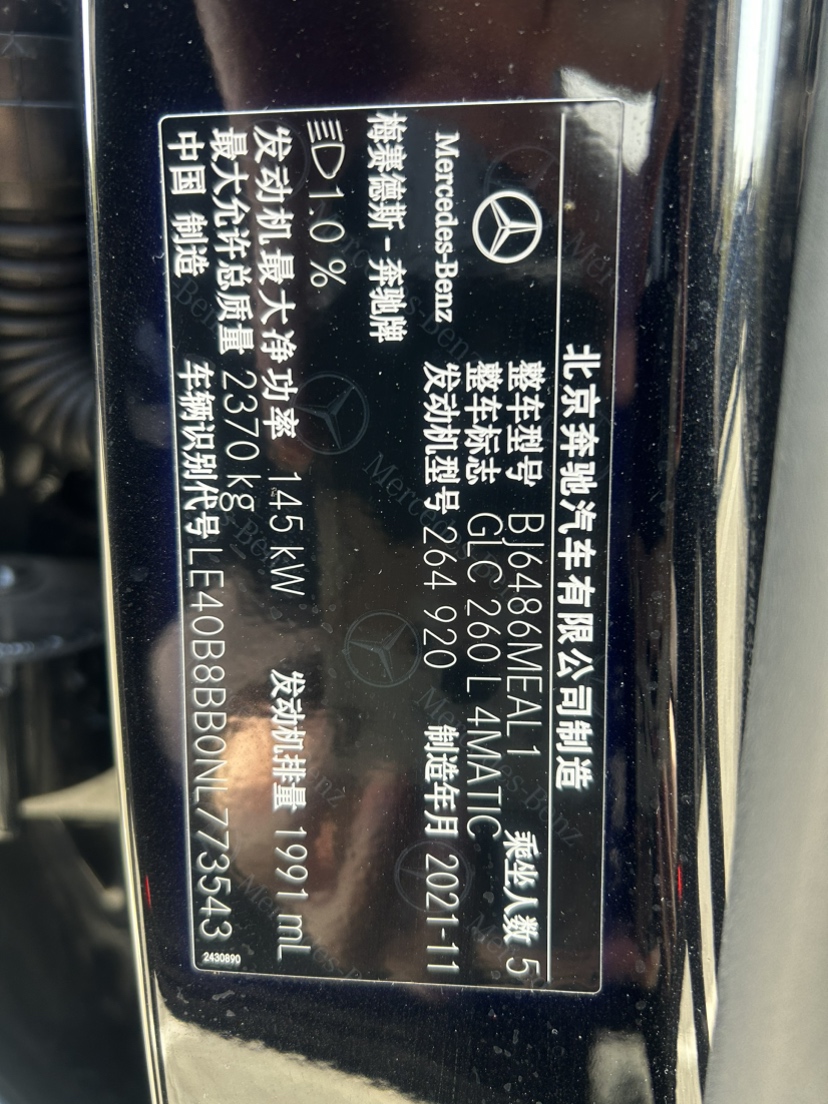 北京奔驰汽车有限公司制造
整车型号 BJ6486MEAL1 乘坐人数 5
整车标志 GLC 260 L 4MATIC
Mercedes-Benz 发动机型号 264 920 制造年月 2021-11
梅赛德斯-奔驰牌
1.0 %
发动机最大净功率 145 kW 发动机排量 1991 mL
最大允许总质量 2370 kg
中国 制造 车辆识别代号 LE40B8BB0NL773543
2430890